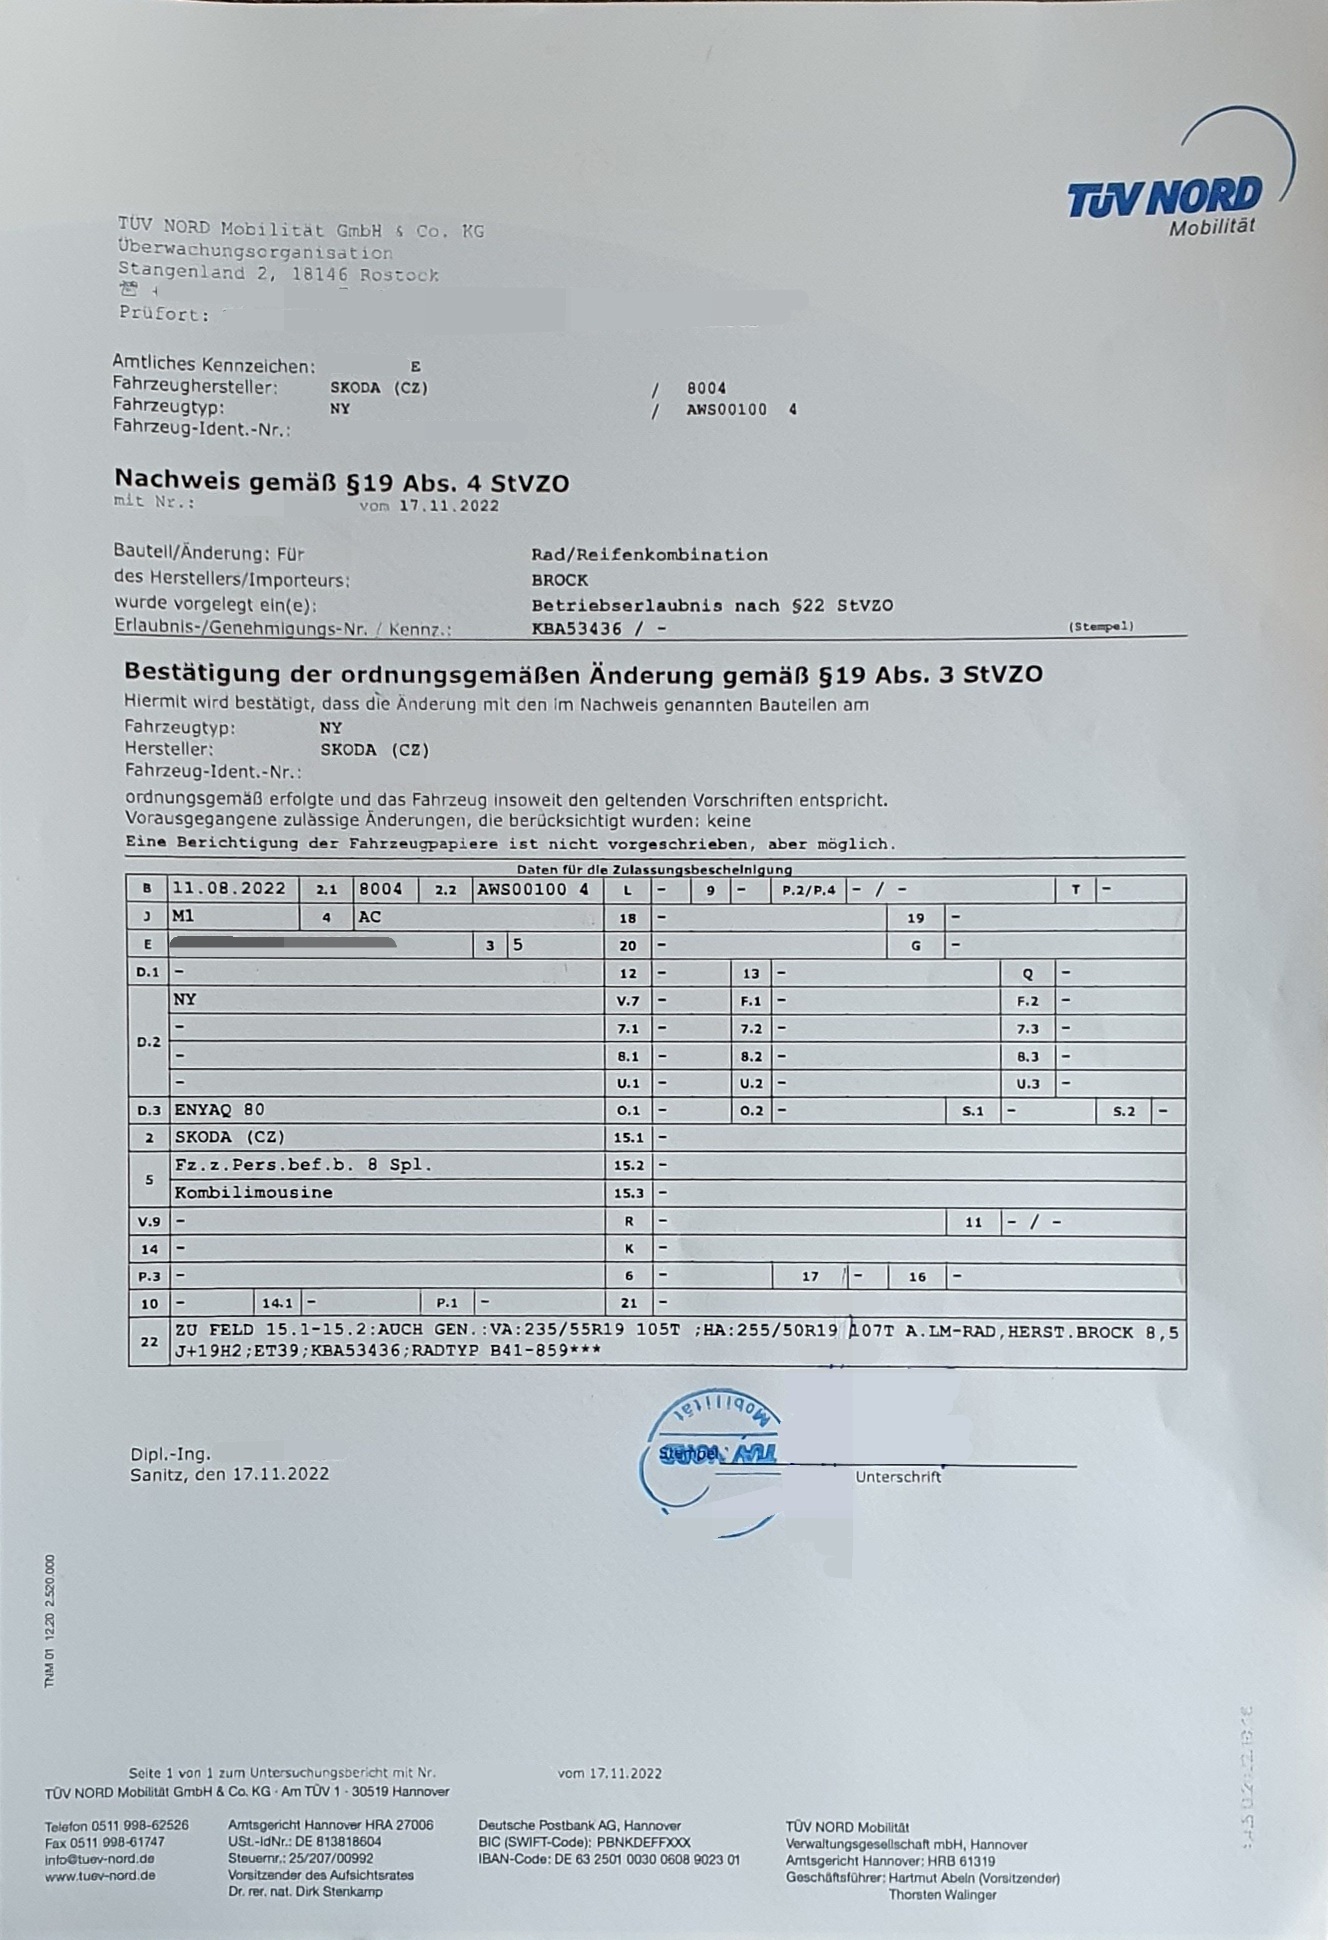 TÜV NORD
Mobilität
TÜV NORD Mobilität GmbH & Co. KG
Überwachungsorganisation
Stangenland 2, 18146 Rostock
Prüfort:
Amtliches Kennzeichen: E
Fahrzeughersteller: SKODA (CZ) / 8004
Fahrzeugtyp: NY / AWS00100 4
Fahrzeug-Ident.-Nr.:
Nachweis gemäß §19 Abs. 4 StVZO
mit Nr.: vom 17.11.2022
Bauteil/Änderung: Für Rad/Reifenkombination
des Herstellers/Importeurs: BROCK
wurde vorgelegt ein(e): Betriebserlaubnis nach §22 StVZO
Erlaubnis-/Genehmigungs-Nr. / Kennz.: KBA53436 / - (Stempel)
Bestätigung der ordnungsgemäßen Änderung gemäß §19 Abs. 3 StVZO
Hiermit wird bestätigt, dass die Änderung mit den im Nachweis genannten Bauteilen am
Fahrzeugtyp: NY
Hersteller: SKODA (CZ)
Fahrzeug-Ident.-Nr.:
ordnungsgemäß erfolgte und das Fahrzeug insoweit den geltenden Vorschriften entspricht.
Vorausgegangene zulässige Änderungen, die berücksichtigt wurden: keine
Eine Berichtigung der Fahrzeugpapiere ist nicht vorgeschrieben, aber möglich.
Daten für die Zulassungsbescheinigung
B 11.08.2022 2.1 8004 2.2 AWS00100 4 L - 9 - P.2/P.4 - / - T -
J M1 4 AC 18 - 19 -
E 3 5 20 - G -
D.1 - 12 - 13 - Q -
D.2 NY V.7 - F.1 - F.2 -
- 7.1 - 7.2 - 7.3 -
- 8.1 - 8.2 - 8.3 -
- U.1 - U.2 - U.3 -
D.3 ENYAQ 80 O.1 - O.2 - S.1 - S.2 -
2 SKODA (CZ) 15.1 -
5 Fz.z.Pers.bef.b. 8 Spl. 15.2 -
Kombilimousine 15.3 -
V.9 - R - 11 - / -
14 - K -
P.3 - 6 - 17 - 16 -
10 - 14.1 - P.1 - 21 -
22 ZU FELD 15.1-15.2:AUCH GEN.:VA:235/55R19 105T ;HA:255/50R19 107T A.LM-RAD,HERST.BROCK 8,5
J+19H2;ET39;KBA53436;RADTYP B41-859***
Mobilität
TÜV NORD
Stempel
Dipl.-Ing.
Sanitz, den 17.11.2022
Unterschrift
TNM 01 12.20 2.520.000
Seite 1 von 1 zum Untersuchungsbericht mit Nr. vom 17.11.2022
TÜV NORD Mobilität GmbH & Co. KG · Am TÜV 1 · 30519 Hannover
Telefon 0511 998-62526
Fax 0511 998-61747
info@tuev-nord.de
www.tuev-nord.de
Amtsgericht Hannover HRA 27006
USt.-IdNr.: DE 813818604
Steuernr.: 25/207/00992
Vorsitzender des Aufsichtsrates
Dr. rer. nat. Dirk Stenkamp
Deutsche Postbank AG, Hannover
BIC (SWIFT-Code): PBNKDEFFXXX
IBAN-Code: DE 63 2501 0030 0608 9023 01
TÜV NORD Mobilität
Verwaltungsgesellschaft mbH, Hannover
Amtsgericht Hannover: HRB 61319
Geschäftsführer: Hartmut Abeln (Vorsitzender)
Thorsten Walinger